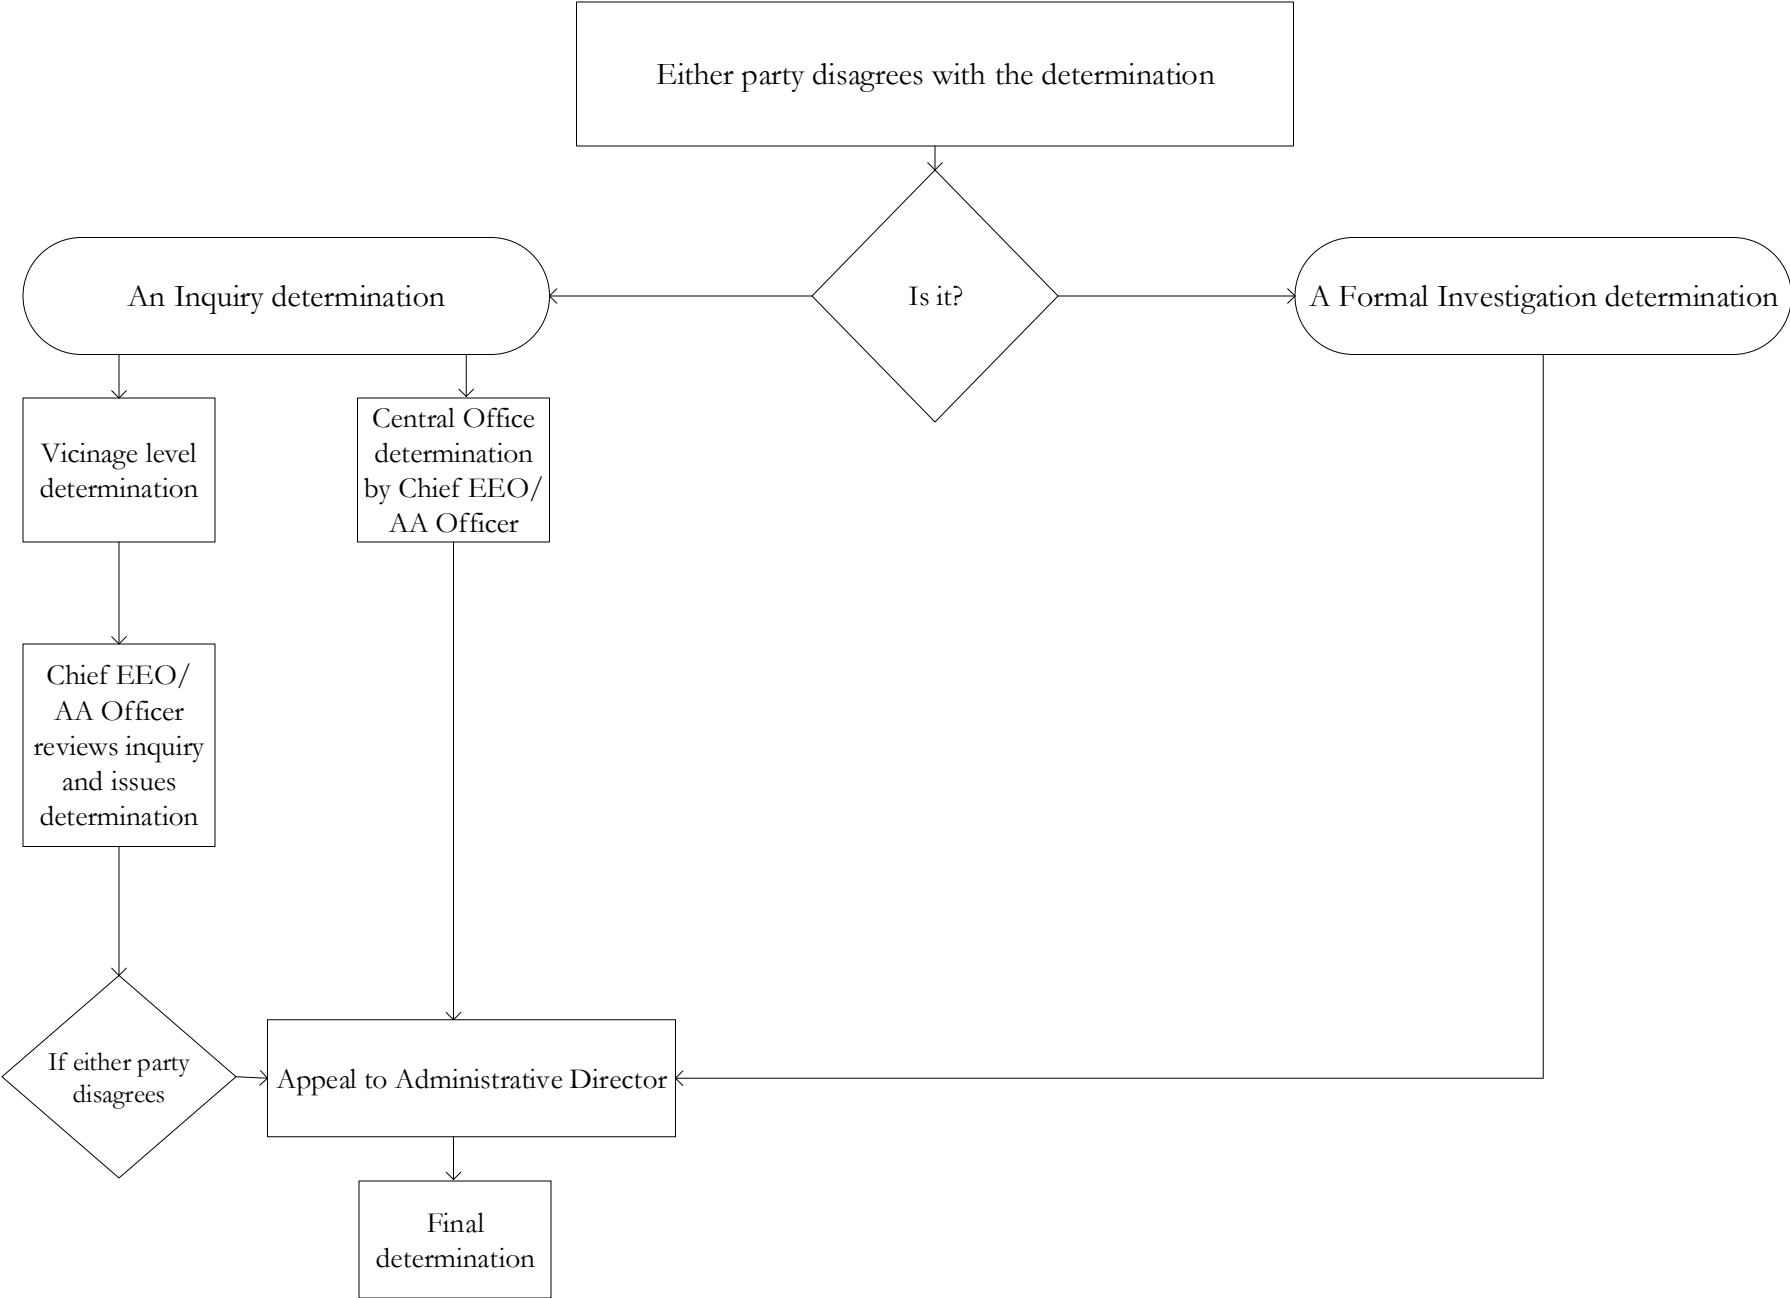 Either party disagrees with the determination
Is it?
An Inquiry determination
A Formal Investigation determination
Vicinage level
determination
Central Office
determination
by Chief EEO/
AA Officer
Chief EEO/
AA Officer
reviews inquiry
and issues
determination
If either party
disagrees
Appeal to Administrative Director
Final
determination